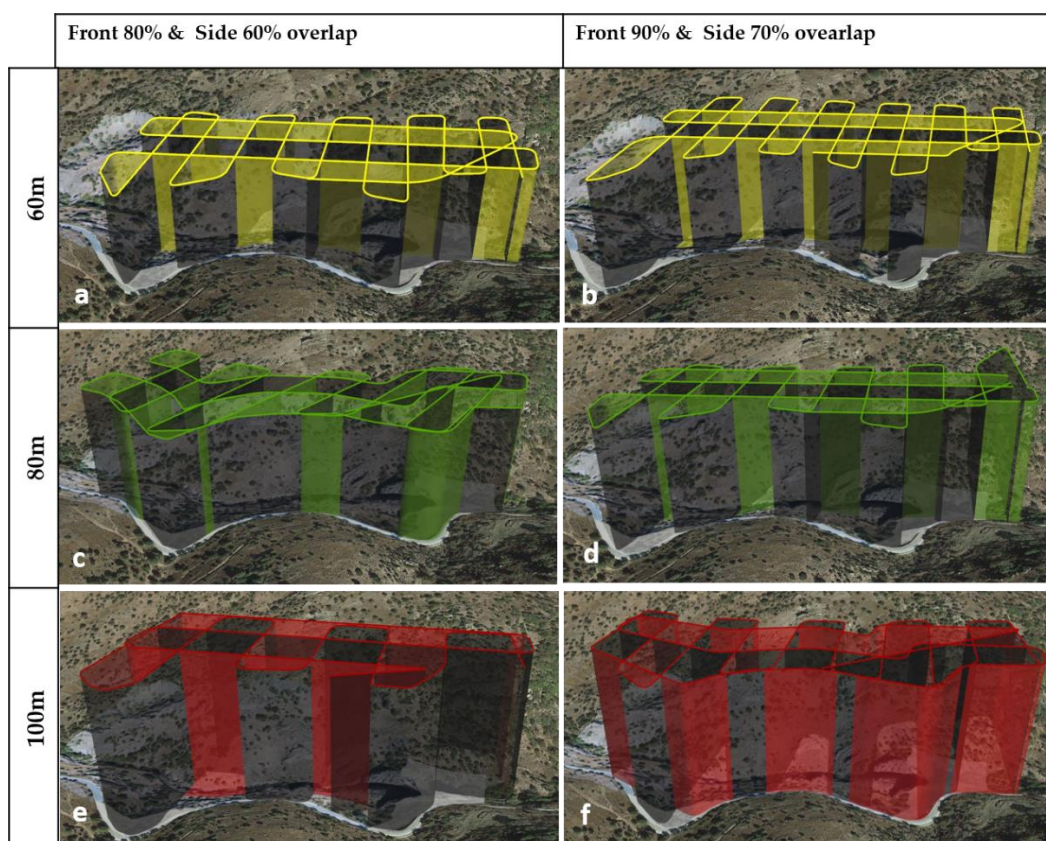 Front 80% & Side 60% overlap
Front 90% & Side 70% ovearlap
60m
a
b
80m
c
d
100m
e
f